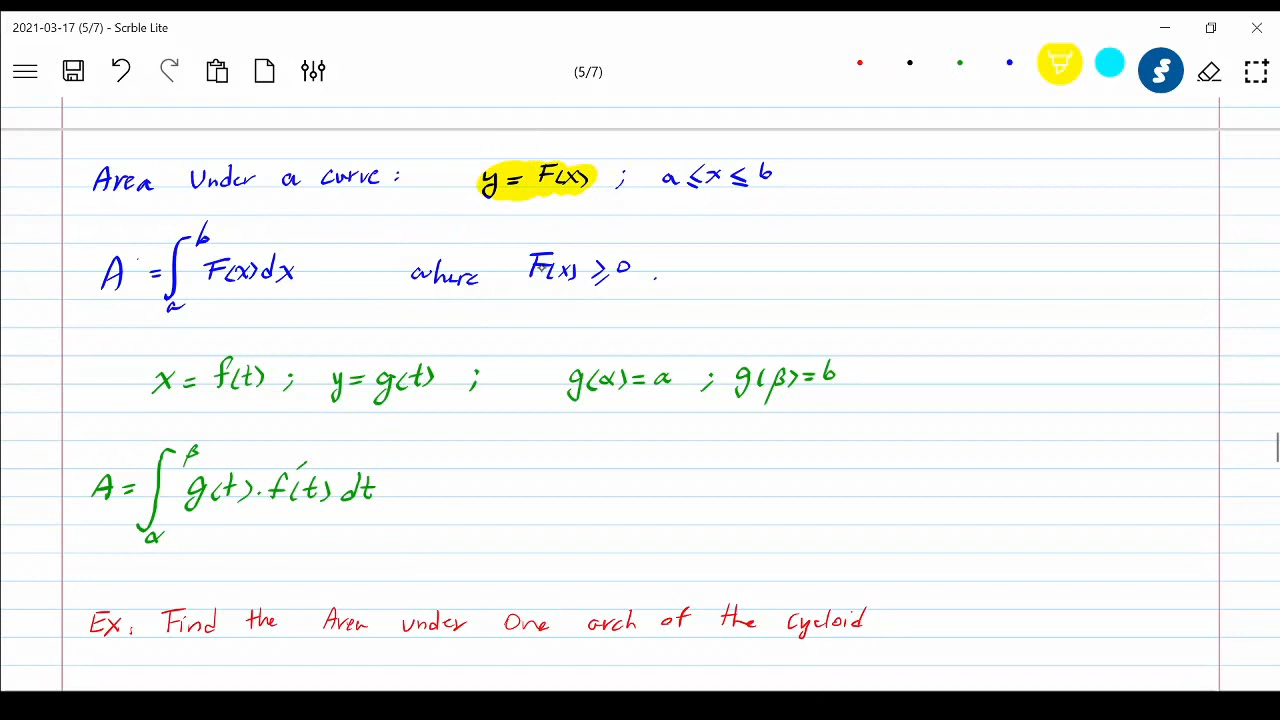 2021-03-17 (5/7) - Scrble Lite
(5/7)
Area Under a curve : y = F(x) ; a ≤ x ≤ b
A = ∫_a^b F(x) dx where F(x) ≥ 0 .
x = f(t) ; y = g(t) ; g(α) = a ; g(β) = b
A = ∫_α^β g(t) . f'(t) dt
Ex. Find the Area under One arch of the cycloid